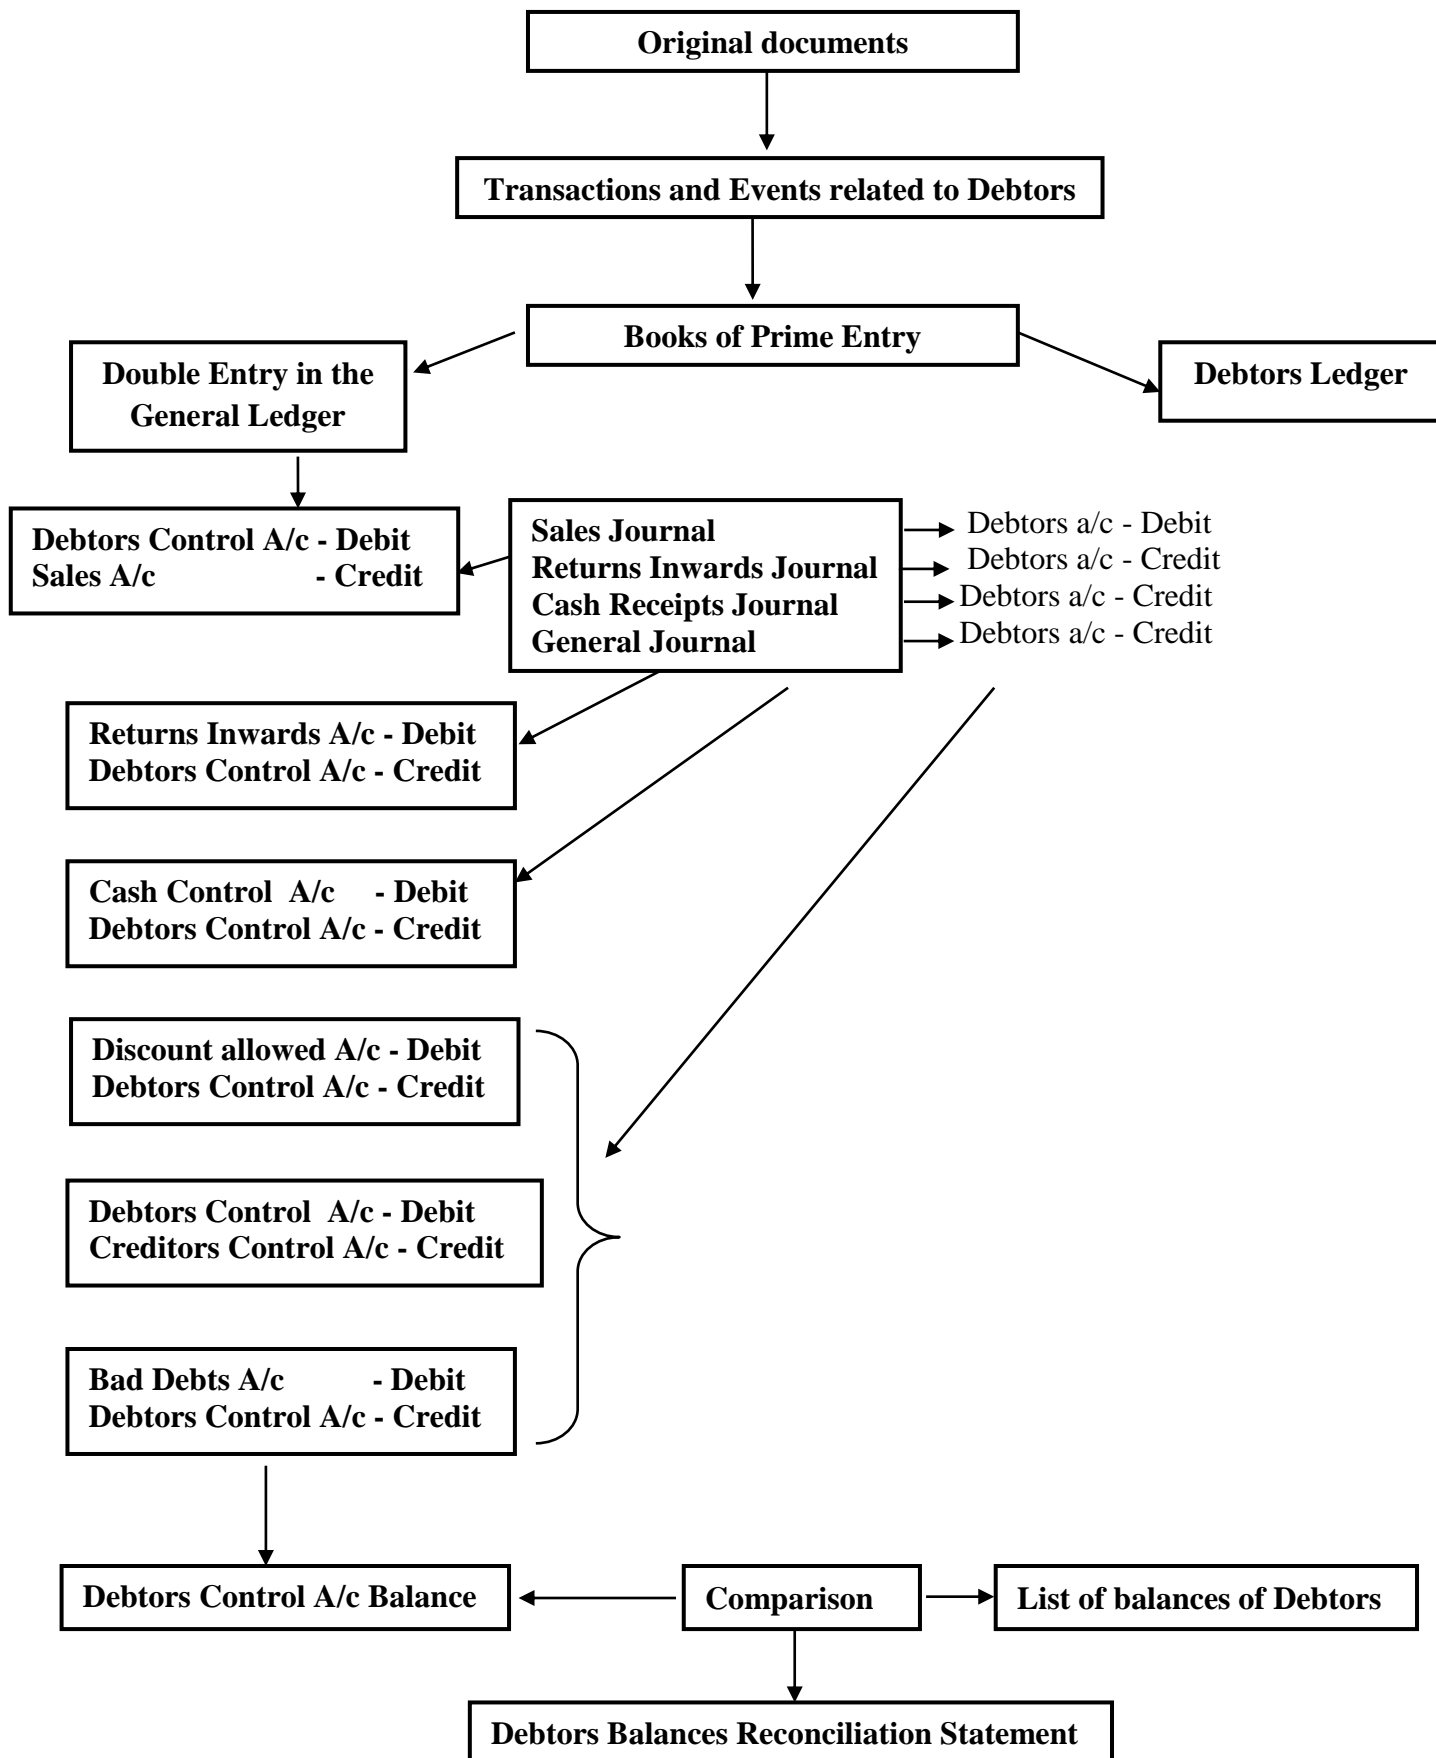 Original documents
Transactions and Events related to Debtors
Books of Prime Entry
Double Entry in the
General Ledger
Debtors Ledger
Debtors Control A/c - Debit
Sales A/c - Credit
Sales Journal
Returns Inwards Journal
Cash Receipts Journal
General Journal
Debtors a/c - Debit
Debtors a/c - Credit
Debtors a/c - Credit
Debtors a/c - Credit
Returns Inwards A/c - Debit
Debtors Control A/c - Credit
Cash Control A/c - Debit
Debtors Control A/c - Credit
Discount allowed A/c - Debit
Debtors Control A/c - Credit
Debtors Control A/c - Debit
Creditors Control A/c - Credit
Bad Debts A/c - Debit
Debtors Control A/c - Credit
Debtors Control A/c Balance
Comparison
List of balances of Debtors
Debtors Balances Reconciliation Statement